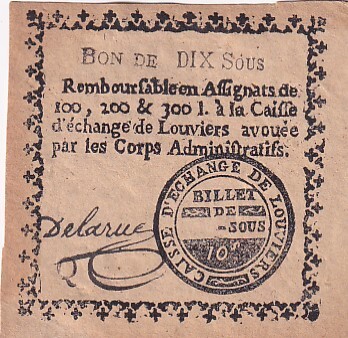 BON DE DIX SOUS
Remboursable en Assignats de
100, 200 & 300 l. à la Caisse
d'échange de Louviers avouée
par les Corps Administratifs.
Delarue
CAISSE D'ECHANGE DE LOUVIERS
BILLET
DE
10 SOUS